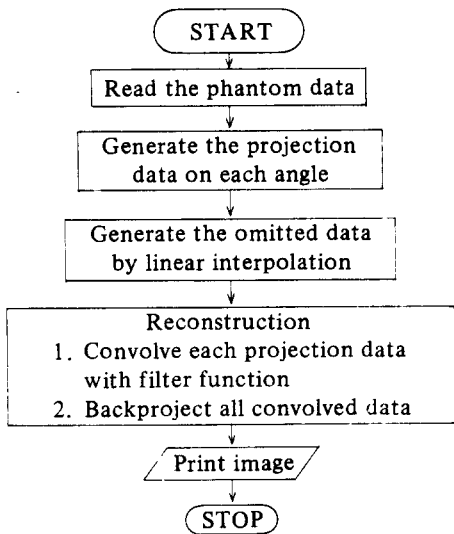 START
Read the phantom data
Generate the projection
data on each angle
Generate the omitted data
by linear interpolation
Reconstruction
1. Convolve each projection data
with filter function
2. Backproject all convolved data
Print image
STOP